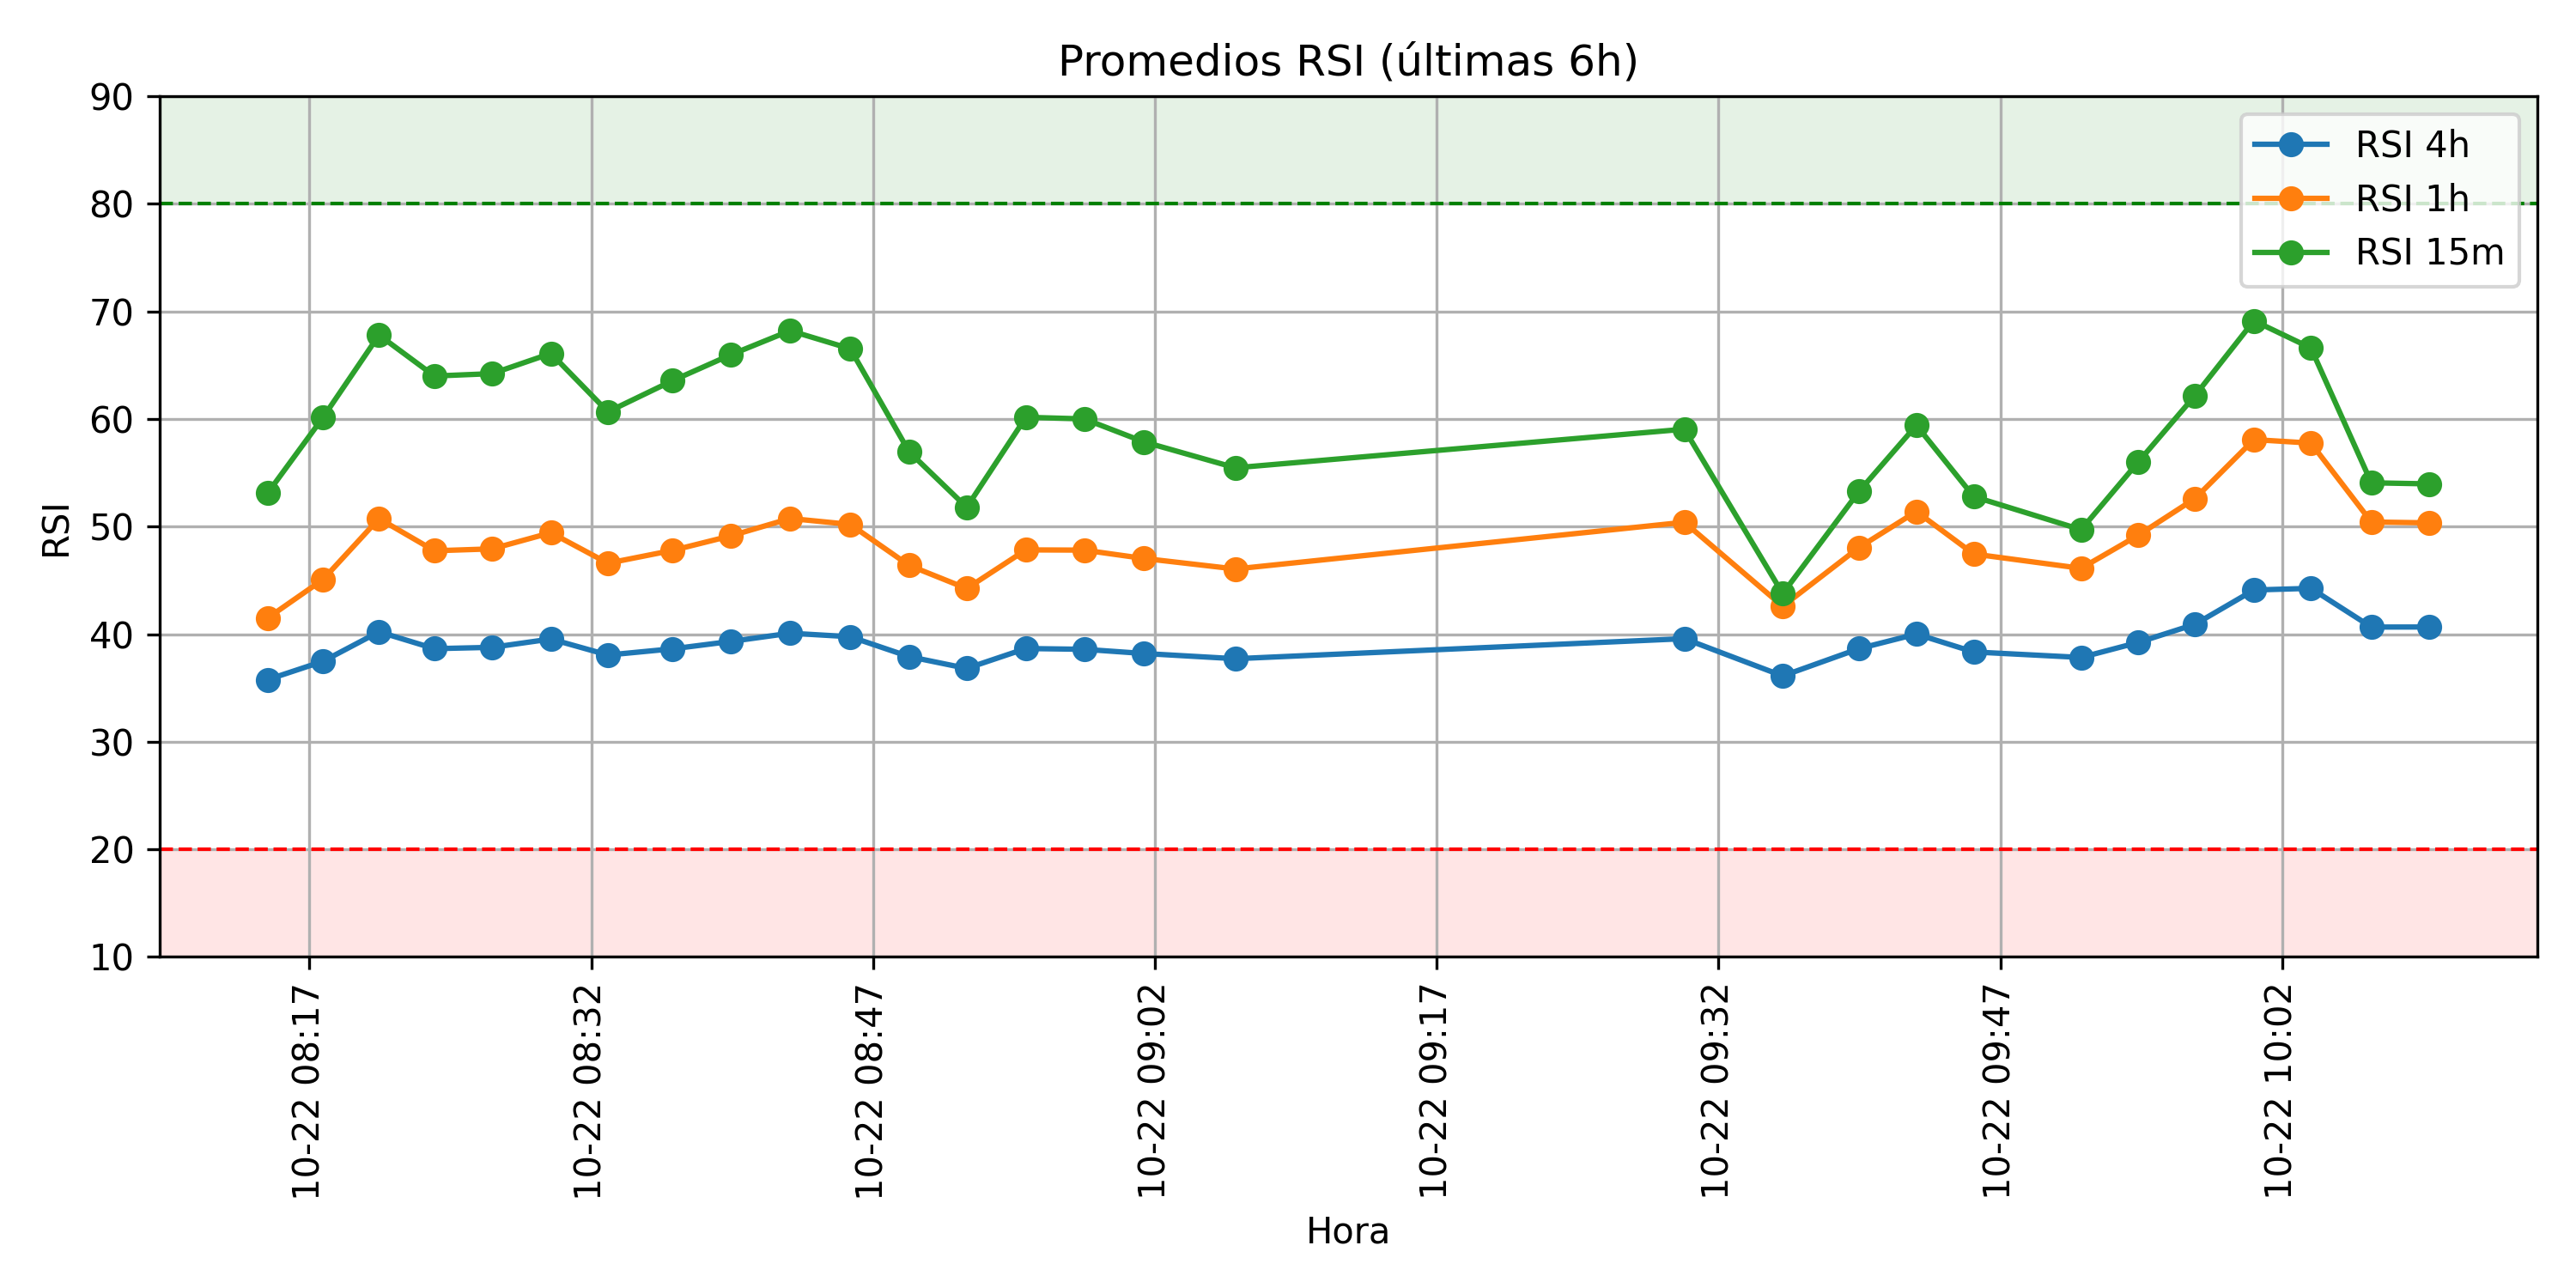 Promedios RSI (últimas 6h)
90
80
70
60
50
40
30
20
10
RSI
RSI 4h
RSI 1h
RSI 15m
10-22 08:17
10-22 08:32
10-22 08:47
10-22 09:02
10-22 09:17
10-22 09:32
10-22 09:47
10-22 10:02
Hora